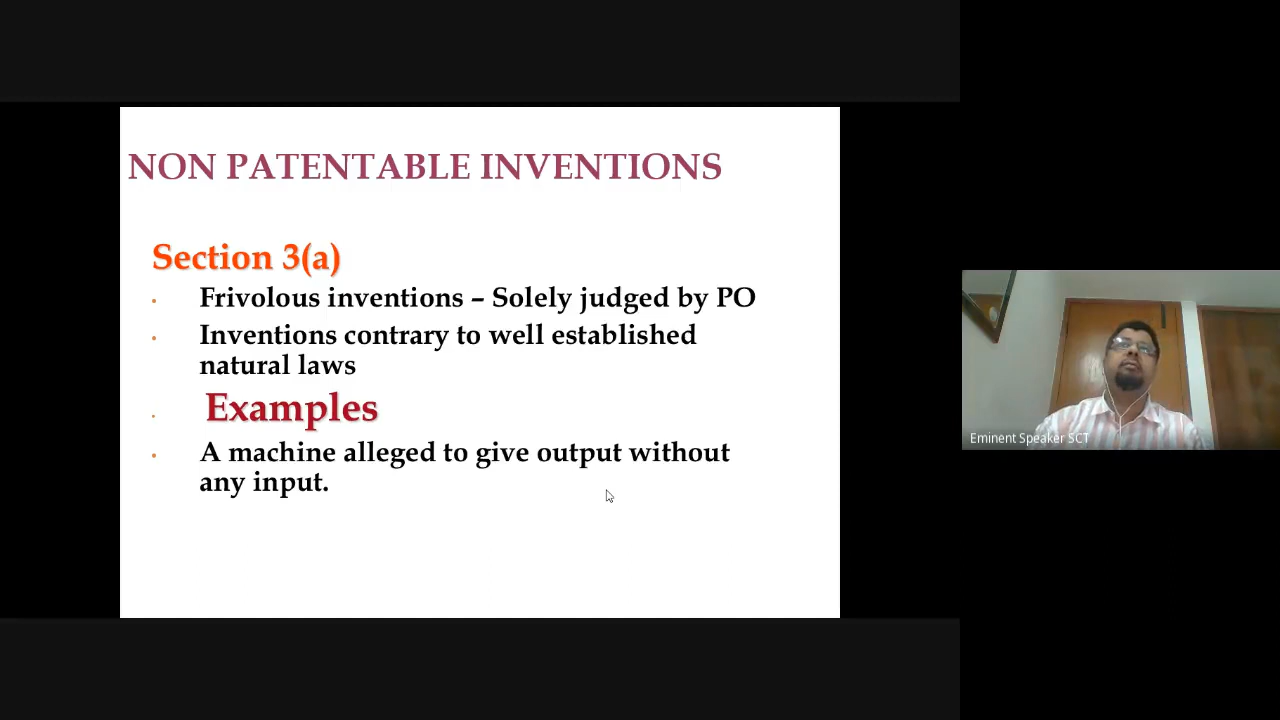 NON PATENTABLE INVENTIONS
Section 3(a)
Frivolous inventions – Solely judged by PO
Inventions contrary to well established
natural laws
Examples
A machine alleged to give output without
any input.
Eminent Speaker SCT